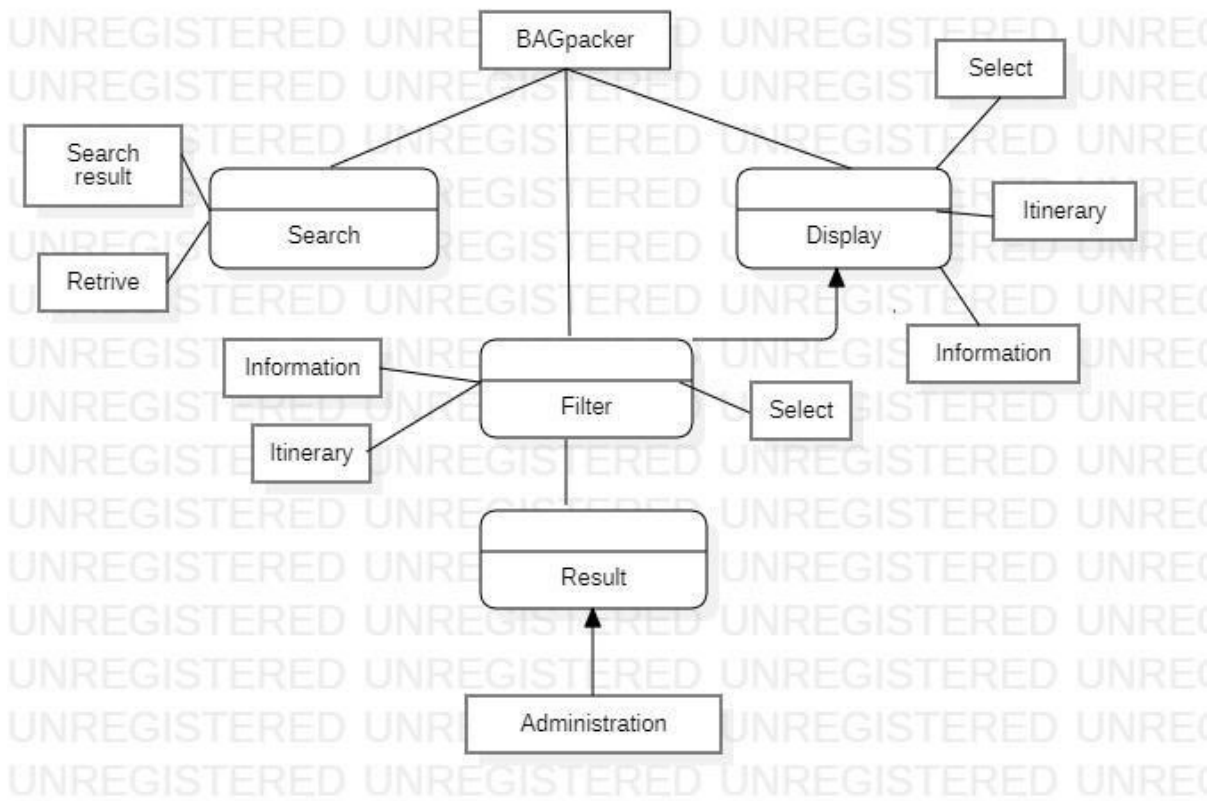 BAGpacker
Select
Search
result
Itinerary
Search
Display
Retrive
Information
Information
Filter
Select
Itinerary
Result
Administration
UNREGISTERED